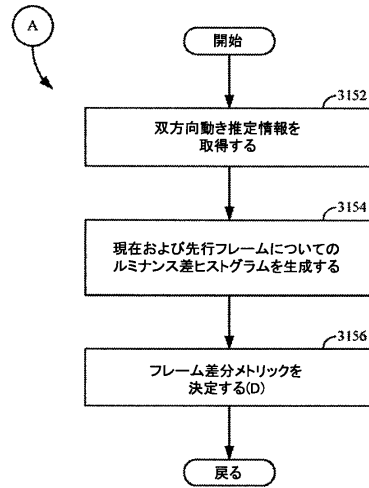 A
開始
3152
双方向動き推定情報を
取得する
3154
現在および先行フレームについての
ルミナンス差ヒストグラムを生成する
3156
フレーム差分メトリックを
決定する(D)
戻る